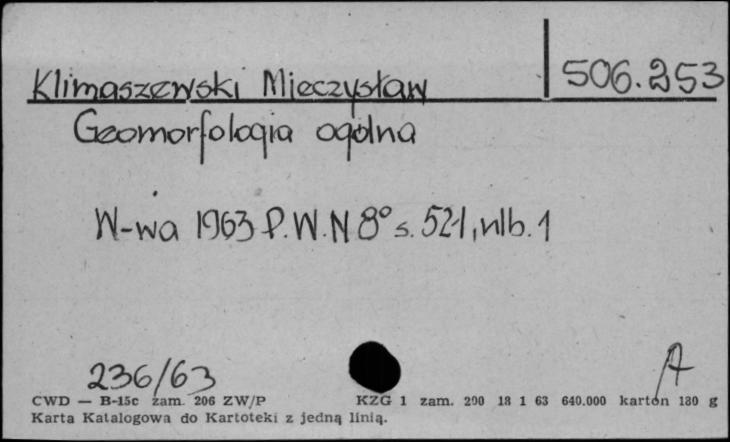 Klimaszewski Mieczysław 506.253
Geomorfologia ogólna
W-wa 1963 P.W.N 8° s. 521, nlb. 1
236/63 A
CWD — B-15c zam. 206 ZW/P KZG 1 zam. 290 18 1 63 640.000 karton 180 g
Karta Katalogowa do Kartoteki z jedną linią.